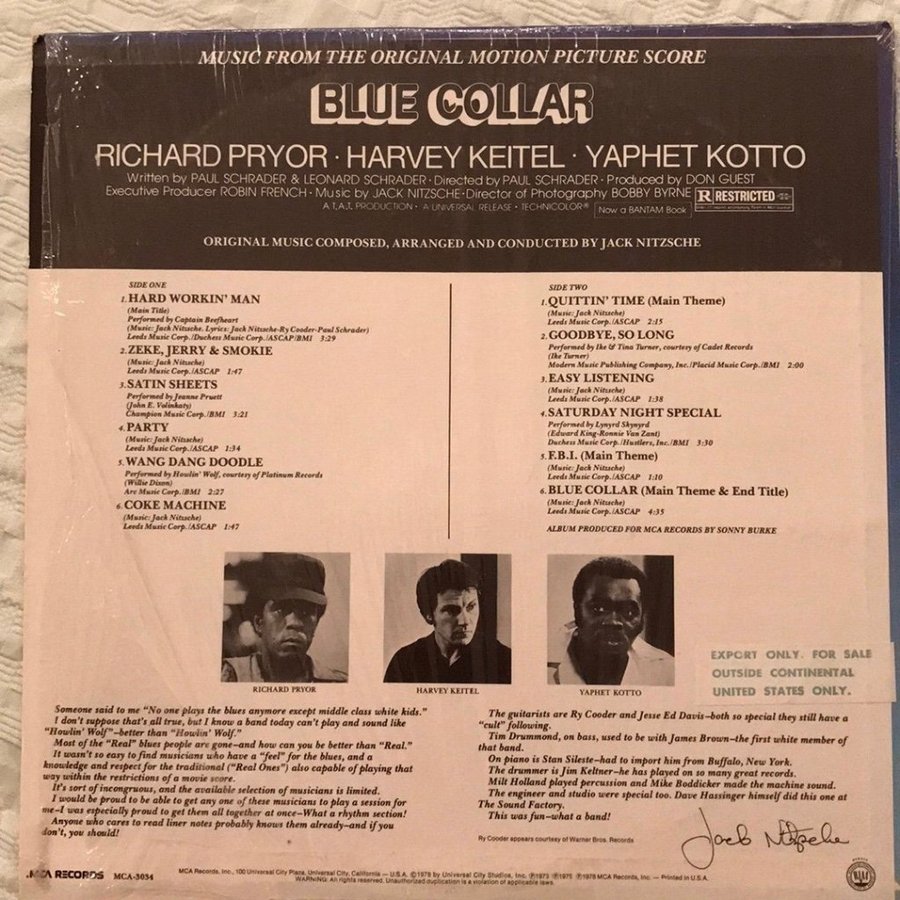 MUSIC FROM THE ORIGINAL MOTION PICTURE SCORE
BLUE COLLAR
RICHARD PRYOR · HARVEY KEITEL · YAPHET KOTTO
Written by PAUL SCHRADER & LEONARD SCHRADER · Directed by PAUL SCHRADER · Produced by DON GUEST
Executive Producer ROBIN FRENCH · Music by JACK NITZSCHE · Director of Photography BOBBY BYRNE
R RESTRICTED
A T.A.T. PRODUCTION · A UNIVERSAL RELEASE · TECHNICOLOR®
Now a BANTAM Book
ORIGINAL MUSIC COMPOSED, ARRANGED AND CONDUCTED BY JACK NITZSCHE
SIDE ONE
1. HARD WORKIN' MAN
(Main Title)
Performed by Captain Beefheart
(Music: Jack Nitzsche. Lyrics: Jack Nitzsche-Ry Cooder-Paul Schrader)
Leeds Music Corp./Duchess Music Corp./ASCAP/BMI 3:29
2. ZEKE, JERRY & SMOKIE
(Music: Jack Nitzsche)
Leeds Music Corp./ASCAP 1:47
3. SATIN SHEETS
Performed by Jeanne Pruett
(John E. Volinkaty)
Champion Music Corp./BMI 3:21
4. PARTY
(Music: Jack Nitzsche)
Leeds Music Corp./ASCAP 1:34
5. WANG DANG DOODLE
Performed by Howlin' Wolf, courtesy of Platinum Records
(Willie Dixon)
Arc Music Corp./BMI 2:27
6. COKE MACHINE
(Music: Jack Nitzsche)
Leeds Music Corp./ASCAP 1:47
SIDE TWO
1. QUITTIN' TIME (Main Theme)
(Music: Jack Nitzsche)
Leeds Music Corp./ASCAP 2:15
2. GOODBYE, SO LONG
Performed by Ike & Tina Turner, courtesy of Cadet Records
(Ike Turner)
Modern Music Publishing Company, Inc./Placid Music Corp./BMI 2:00
3. EASY LISTENING
(Music: Jack Nitzsche)
Leeds Music Corp./ASCAP 1:38
4. SATURDAY NIGHT SPECIAL
Performed by Lynyrd Skynyrd
(Edward King-Ronnie Van Zant)
Duchess Music Corp./Hustlers, Inc./BMI 3:30
5. F.B.I. (Main Theme)
(Music: Jack Nitzsche)
Leeds Music Corp./ASCAP 1:10
6. BLUE COLLAR (Main Theme & End Title)
(Music: Jack Nitzsche)
Leeds Music Corp./ASCAP 4:35
ALBUM PRODUCED FOR MCA RECORDS BY SONNY BURKE
RICHARD PRYOR
HARVEY KEITEL
YAPHET KOTTO
EXPORT ONLY. FOR SALE
OUTSIDE CONTINENTAL
UNITED STATES ONLY.
Someone said to me "No one plays the blues anymore except middle class white kids."
I don't suppose that's all true, but I know a band today can't play and sound like
"Howlin' Wolf"–better than "Howlin' Wolf."
Most of the "Real" blues people are gone–and how can you be better than "Real."
It wasn't so easy to find musicians who have a "feel" for the blues, and a
knowledge and respect for the traditional ("Real Ones") also capable of playing that
way within the restrictions of a movie score.
It's sort of incongruous, and the available selection of musicians is limited.
I would be proud to be able to get any one of these musicians to play a session for
me–I was especially proud to get them all together at once–What a rhythm section!
Anyone who cares to read liner notes probably knows them already–and if you
don't, you should!
The guitarists are Ry Cooder and Jesse Ed Davis–both so special they still have a
"cult" following.
Tim Drummond, on bass, used to be with James Brown–the first white member of
that band.
On piano is Stan Sileste–had to import him from Buffalo, New York.
The drummer is Jim Keltner–he has played on so many great records.
Milt Holland played percussion and Mike Boddicker made the machine sound.
The engineer and studio were special too. Dave Hassinger himself did this one at
The Sound Factory.
This was fun–what a band!
Ry Cooder appears courtesy of Warner Bros. Records
Jack Nitzsche
MCA RECORDS MCA-3034
MCA Records, Inc., 100 Universal City Plaza, Universal City, California — U.S.A. ©1978 by Universal City Studios, Inc. ℗1973 ℗1975 ℗1978 MCA Records, Inc. — Printed in U.S.A.
WARNING: All rights reserved. Unauthorized duplication is a violation of applicable laws.